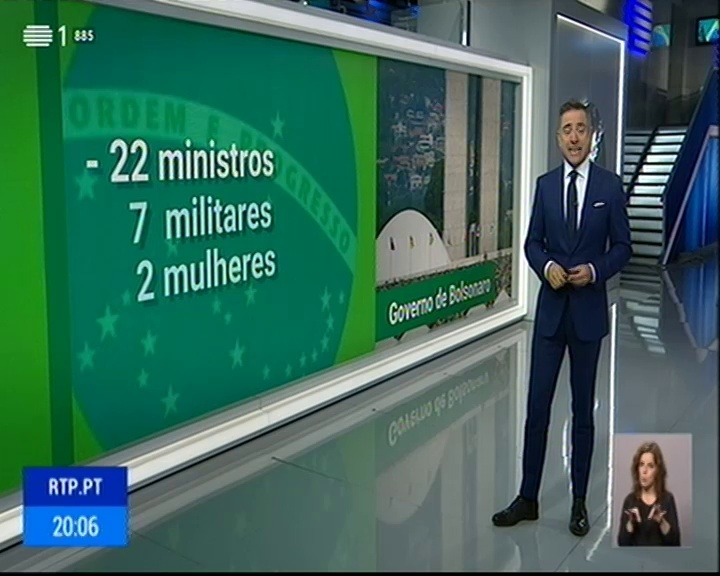 1 885
ORDEM E PROGRESSO
- 22 ministros
7 militares
2 mulheres
Governo de Bolsonaro
RTP.PT
20:06